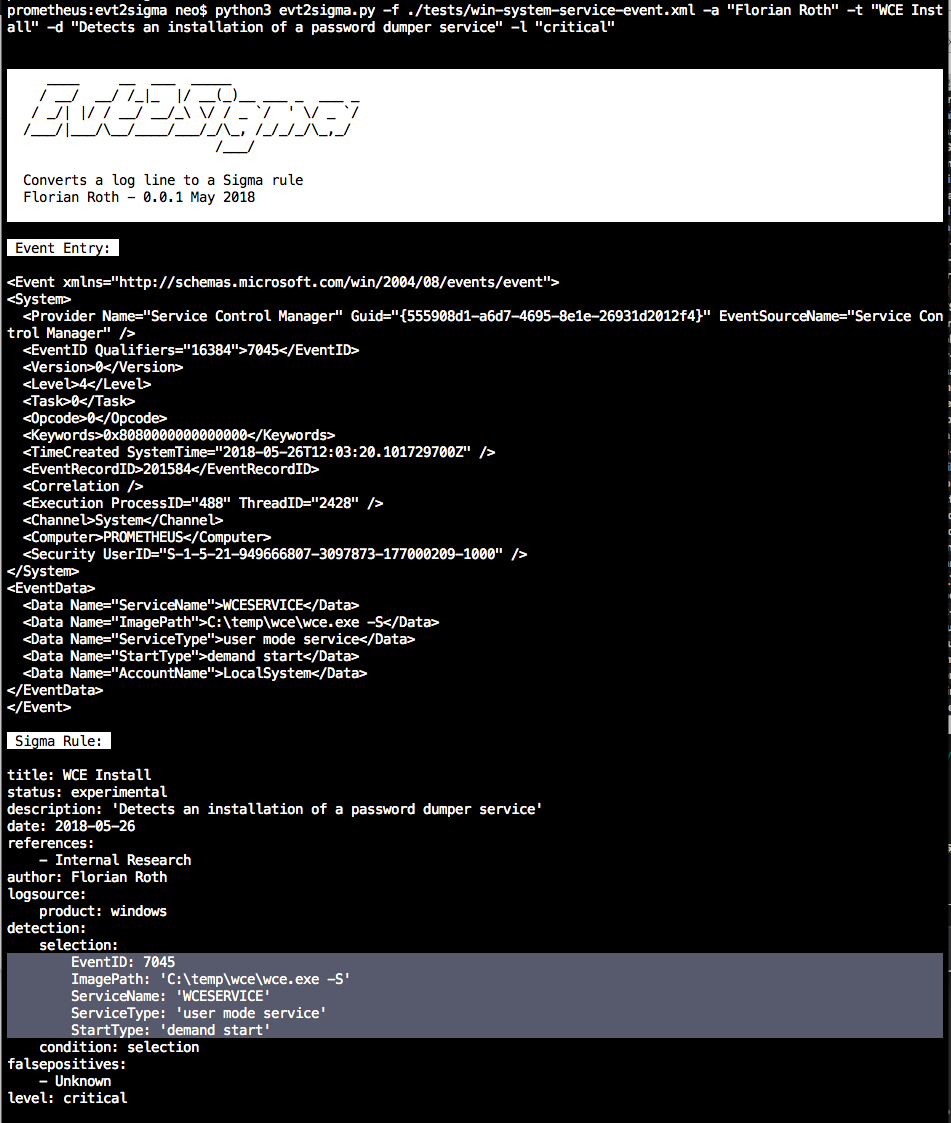 prometheus:evt2sigma neo$ python3 evt2sigma.py -f ./tests/win-system-service-event.xml -a "Florian Roth" -t "WCE Inst
all" -d "Detects an installation of a password dumper service" -l "critical"
Evt2Sigma
Converts a log line to a Sigma rule
Florian Roth - 0.0.1 May 2018
Event Entry:
<Event xmlns="http://schemas.microsoft.com/win/2004/08/events/event">
<System>
  <Provider Name="Service Control Manager" Guid="{555908d1-a6d7-4695-8e1e-26931d2012f4}" EventSourceName="Service Con
trol Manager" />
  <EventID Qualifiers="16384">7045</EventID>
  <Version>0</Version>
  <Level>4</Level>
  <Task>0</Task>
  <Opcode>0</Opcode>
  <Keywords>0x8080000000000000</Keywords>
  <TimeCreated SystemTime="2018-05-26T12:03:20.101729700Z" />
  <EventRecordID>201584</EventRecordID>
  <Correlation />
  <Execution ProcessID="488" ThreadID="2428" />
  <Channel>System</Channel>
  <Computer>PROMETHEUS</Computer>
  <Security UserID="S-1-5-21-949666807-3097873-177000209-1000" />
</System>
<EventData>
  <Data Name="ServiceName">WCESERVICE</Data>
  <Data Name="ImagePath">C:\temp\wce\wce.exe -S</Data>
  <Data Name="ServiceType">user mode service</Data>
  <Data Name="StartType">demand start</Data>
  <Data Name="AccountName">LocalSystem</Data>
</EventData>
</Event>
Sigma Rule:
title: WCE Install
status: experimental
description: 'Detects an installation of a password dumper service'
date: 2018-05-26
references:
    - Internal Research
author: Florian Roth
logsource:
    product: windows
detection:
    selection:
        EventID: 7045
        ImagePath: 'C:\temp\wce\wce.exe -S'
        ServiceName: 'WCESERVICE'
        ServiceType: 'user mode service'
        StartType: 'demand start'
    condition: selection
falsepositives:
    - Unknown
level: critical